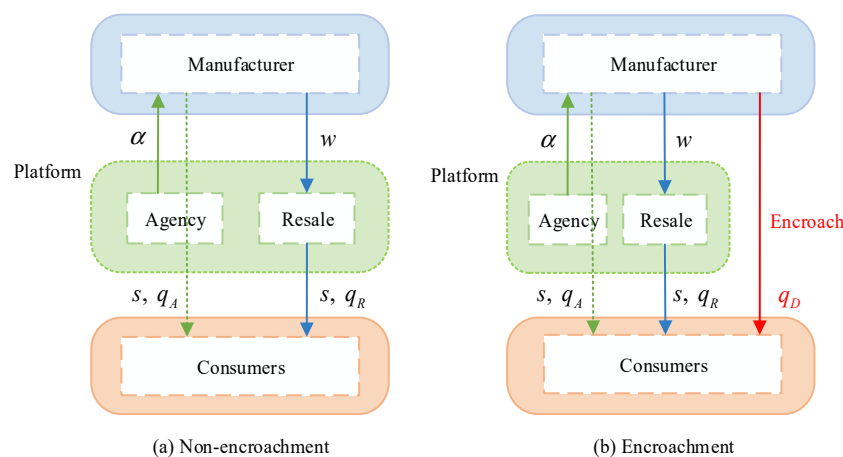 Manufacturer
α
w
Platform
Agency
Resale
s, q_A
s, q_R
Consumers
(a) Non-encroachment
Manufacturer
α
w
Platform
Agency
Resale
Encroach
s, q_A
s, q_R
q_D
Consumers
(b) Encroachment